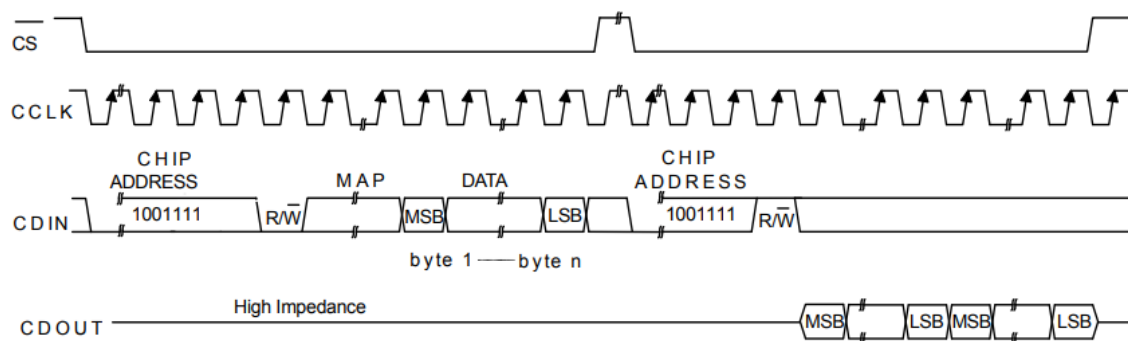 CS
CCLK
CHIP
ADDRESS
MAP
DATA
CHIP
ADDRESS
CDIN
1001111
R/W
MSB
LSB
1001111
R/W
byte 1 byte n
High Impedance
CDOUT
MSB
LSB
MSB
LSB